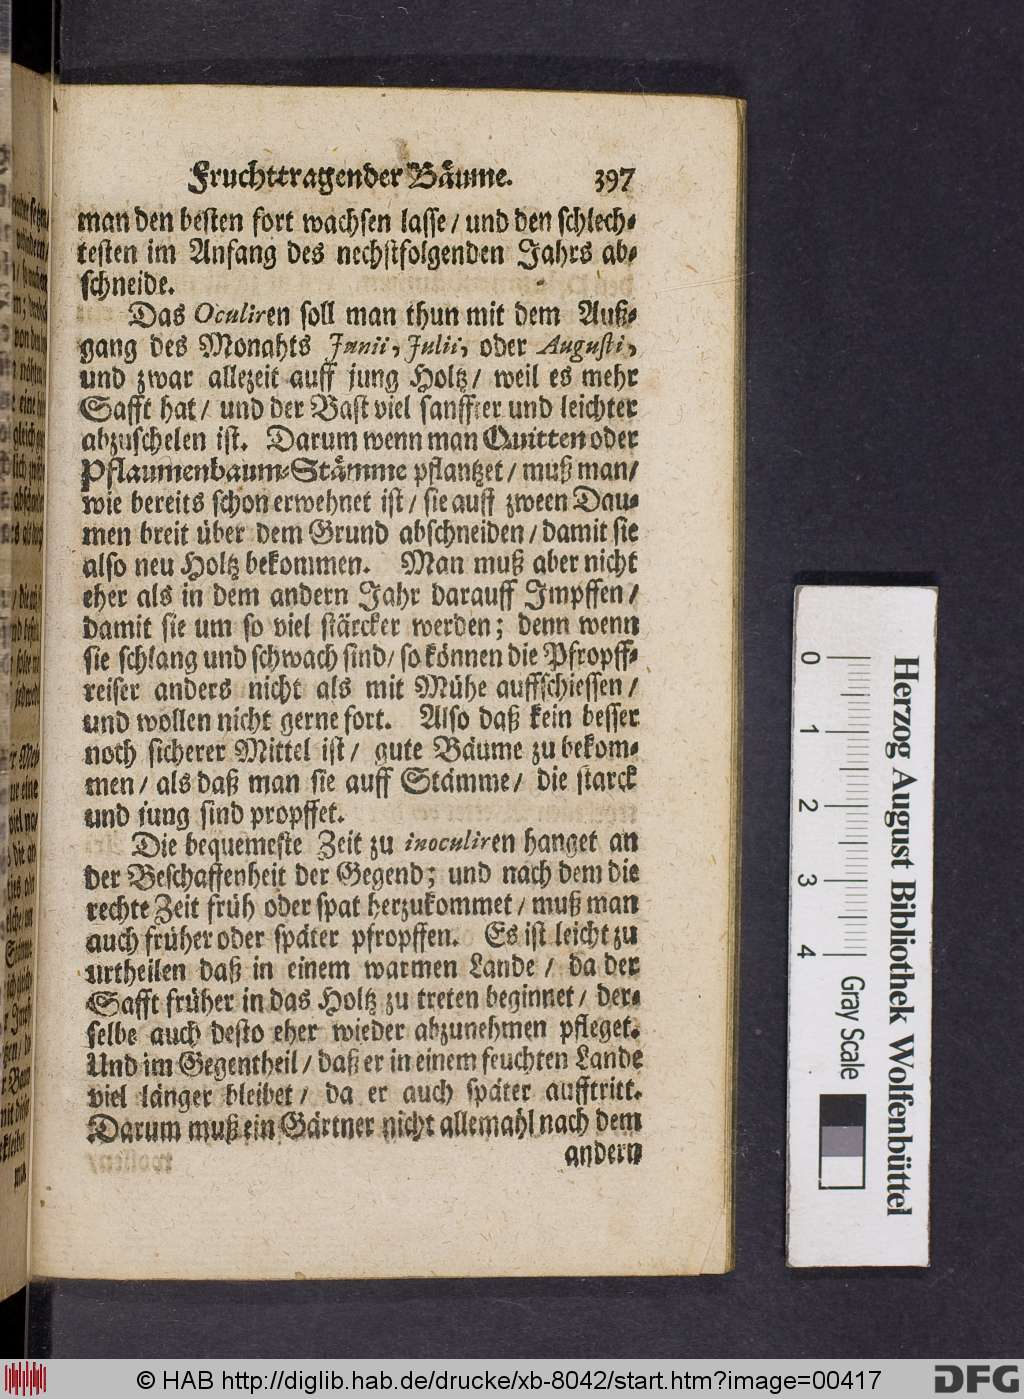 Fruchttragender Bäume. 397
man den besten fort wachsen lasse / und den schlech-
testen im Anfang des nechstfolgenden Jahrs ab-
schneide.
Das Oculiren soll man thun mit dem Auß-
gang des Monahts Junii, Julii, oder Augusti,
und zwar allezeit auff jung Holtz / weil es mehr
Safft hat / und der Bast viel sanffter und leichter
abzuschelen ist. Darum wenn man Quitten oder
Pflaumenbaum-Stämme pflantzet / muß man /
wie bereits schon erwehnet ist / sie auff zween Dau-
men breit über dem Grund abschneiden / damit sie
also neu Holtz bekommen. Man muß aber nicht
eher als in dem andern Jahr darauff Impffen /
damit sie um so viel stärcker werden; denn wenn
sie schlang und schwach sind / so können die Pfropff-
reiser anders nicht als mit Mühe auffschiessen /
und wollen nicht gerne fort. Also daß kein besser
noch sicherer Mittel ist / gute Bäume zu bekom-
men / als daß man sie auff Stämme / die starck
und jung sind propffet.
Die bequemeste Zeit zu inoculiren hanget an
der Beschaffenheit der Gegend; und nach dem die
rechte Zeit früh oder spat herzukommet / muß man
auch früher oder später pfropffen. Es ist leicht zu
urtheilen daß in einem warmen Lande / da der
Safft früher in das Holtz zu treten beginnet / der-
selbe auch desto eher wieder abzunehmen pfleget.
Und im Gegentheil / daß er in einem feuchten Lande
viel länger bleibet / da er auch später aufftritt.
Darum muß ein Gärtner nicht allemahl nach dem
andern
0 1 2 3 4 Gray Scale
Herzog August Bibliothek Wolfenbüttel
© HAB http://diglib.hab.de/drucke/xb-8042/start.htm?image=00417
DFG